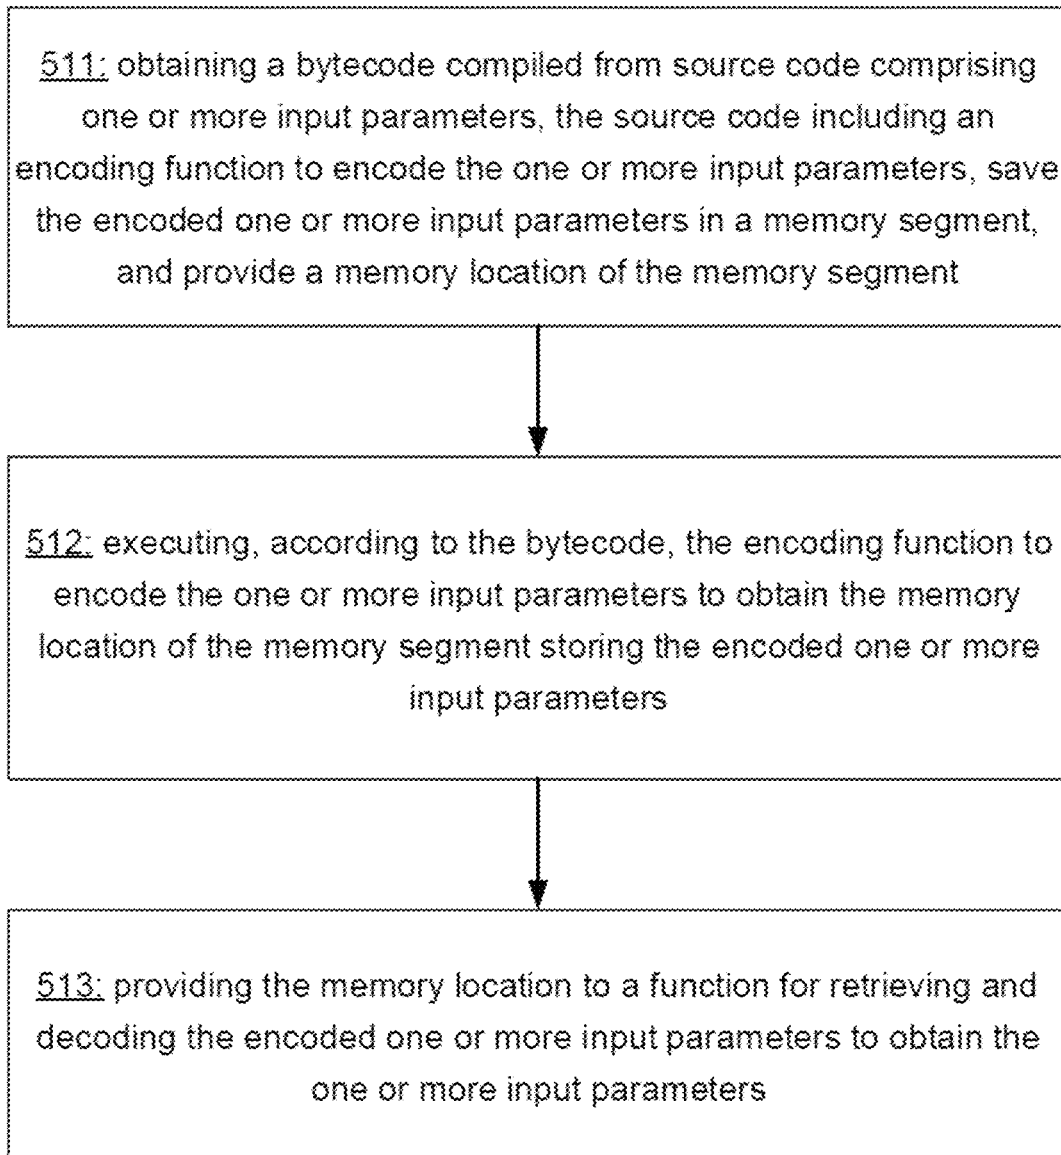 511: obtaining a bytecode compiled from source code comprising
one or more input parameters, the source code including an
encoding function to encode the one or more input parameters, save
the encoded one or more input parameters in a memory segment,
and provide a memory location of the memory segment
512: executing, according to the bytecode, the encoding function to
encode the one or more input parameters to obtain the memory
location of the memory segment storing the encoded one or more
input parameters
513: providing the memory location to a function for retrieving and
decoding the encoded one or more input parameters to obtain the
one or more input parameters